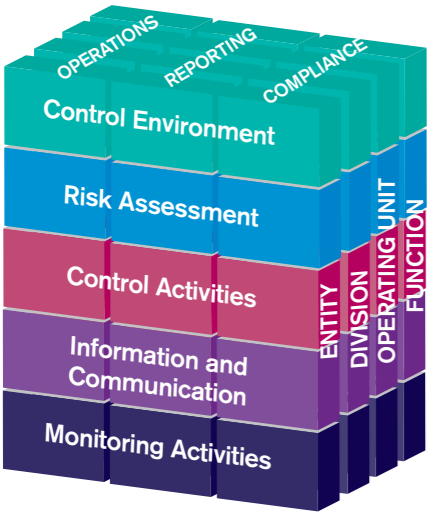 OPERATIONS
REPORTING
COMPLIANCE
Control Environment
Risk Assessment
Control Activities
Information and
Communication
Monitoring Activities
ENTITY
DIVISION
OPERATING UNIT
FUNCTION